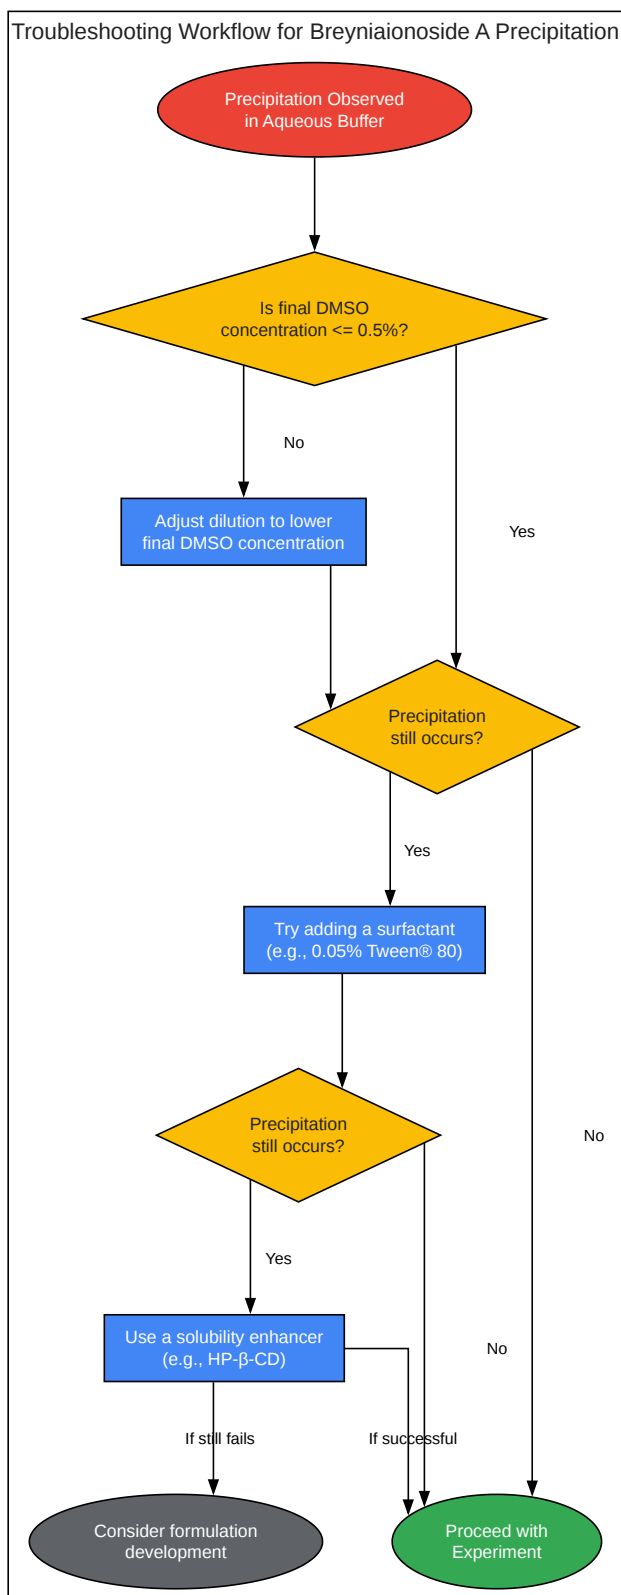 Troubleshooting Workflow for Breyniaionoside A Precipitation
Precipitation Observed
in Aqueous Buffer
Is final DMSO
concentration <= 0.5%?
No
Adjust dilution to lower
final DMSO concentration
Yes
Precipitation
still occurs?
Yes
Try adding a surfactant
(e.g., 0.05% Tween® 80)
Precipitation
still occurs?
No
Yes
Use a solubility enhancer
(e.g., HP-β-CD)
No
If still fails
If successful
Consider formulation
development
Proceed with
Experiment